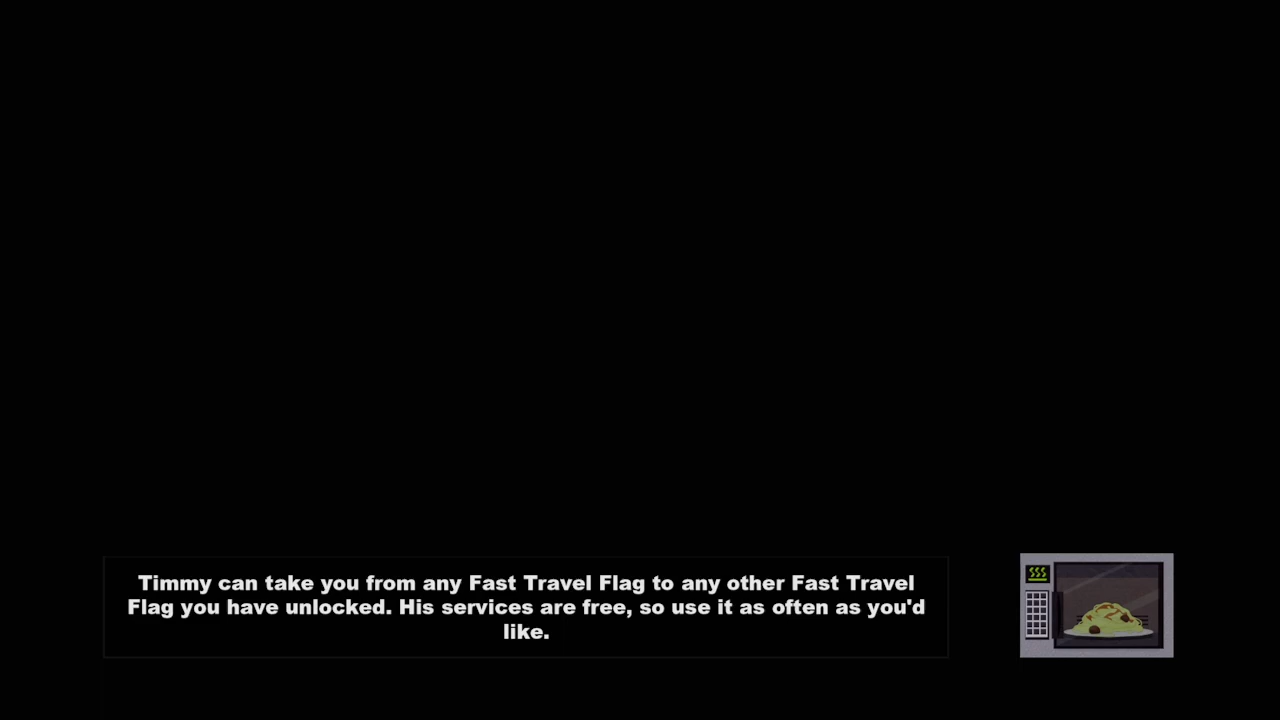 Timmy can take you from any Fast Travel Flag to any other Fast Travel
Flag you have unlocked. His services are free, so use it as often as you'd
like.